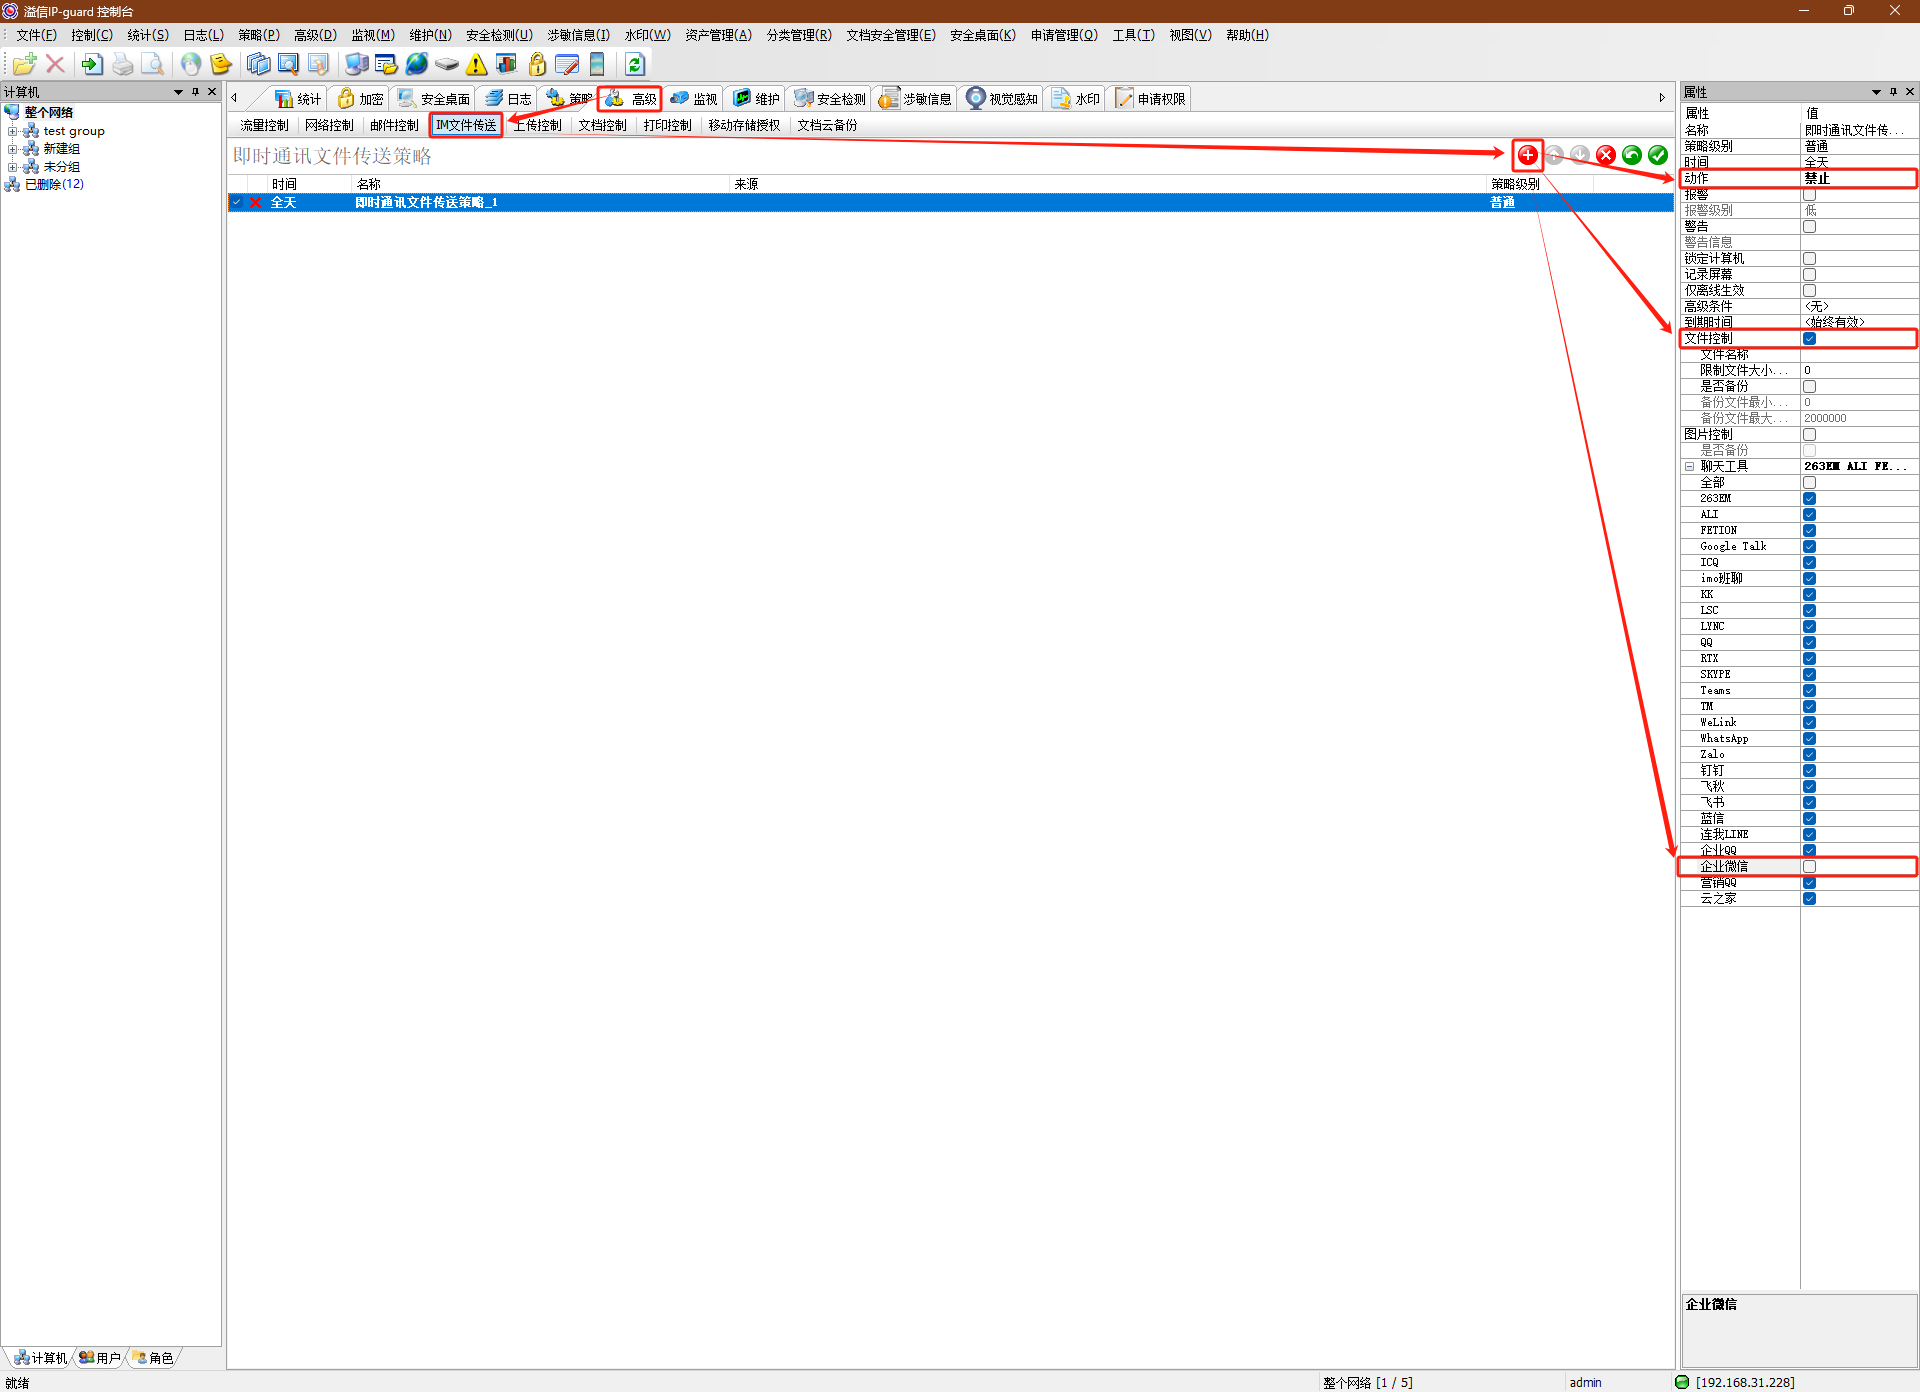 溢信IP-guard 控制台
文件(F) 控制(C) 统计(S) 日志(L) 策略(P) 高级(D) 监视(M) 维护(N) 安全检测(U) 涉敏信息(I) 水印(W) 资产管理(A) 分类管理(R) 文档安全管理(E) 安全桌面(K) 申请管理(Q) 工具(T) 视图(V) 帮助(H)
计算机
整个网络
test group
新建组
未分组
已删除(12)
统计 加密 安全桌面 日志 策略 高级 监视 维护 安全检测 涉敏信息 视觉感知 水印 申请权限
流量控制 网络控制 邮件控制 IM文件传送 上传控制 文档控制 打印控制 移动存储授权 文档云备份
即时通讯文件传送策略
时间 名称 来源 策略级别
全天 即时通讯文件传送策略_1 普通
属性
属性 值
名称 即时通讯文件传...
策略级别 普通
时间 全天
动作 禁止
报警
报警级别 低
警告
警告信息
锁定计算机
记录屏幕
仅离线生效
高级条件 <无>
到期时间 <始终有效>
文件控制
文件名称
限制文件大小... 0
是否备份
备份文件最小... 0
备份文件最大... 2000000
图片控制
是否备份
聊天工具 263EM ALI FE...
全部
263EM
ALI
FETION
Google Talk
ICQ
imo班聊
KK
LSC
LYNC
QQ
RTX
SKYPE
Teams
TM
WeLink
WhatsApp
Zalo
钉钉
飞秋
飞书
蓝信
连我LINE
企业QQ
企业微信
营销QQ
云之家
企业微信
计算机 用户 角色
就绪
整个网络 [1 / 5]
admin
[192.168.31.228]